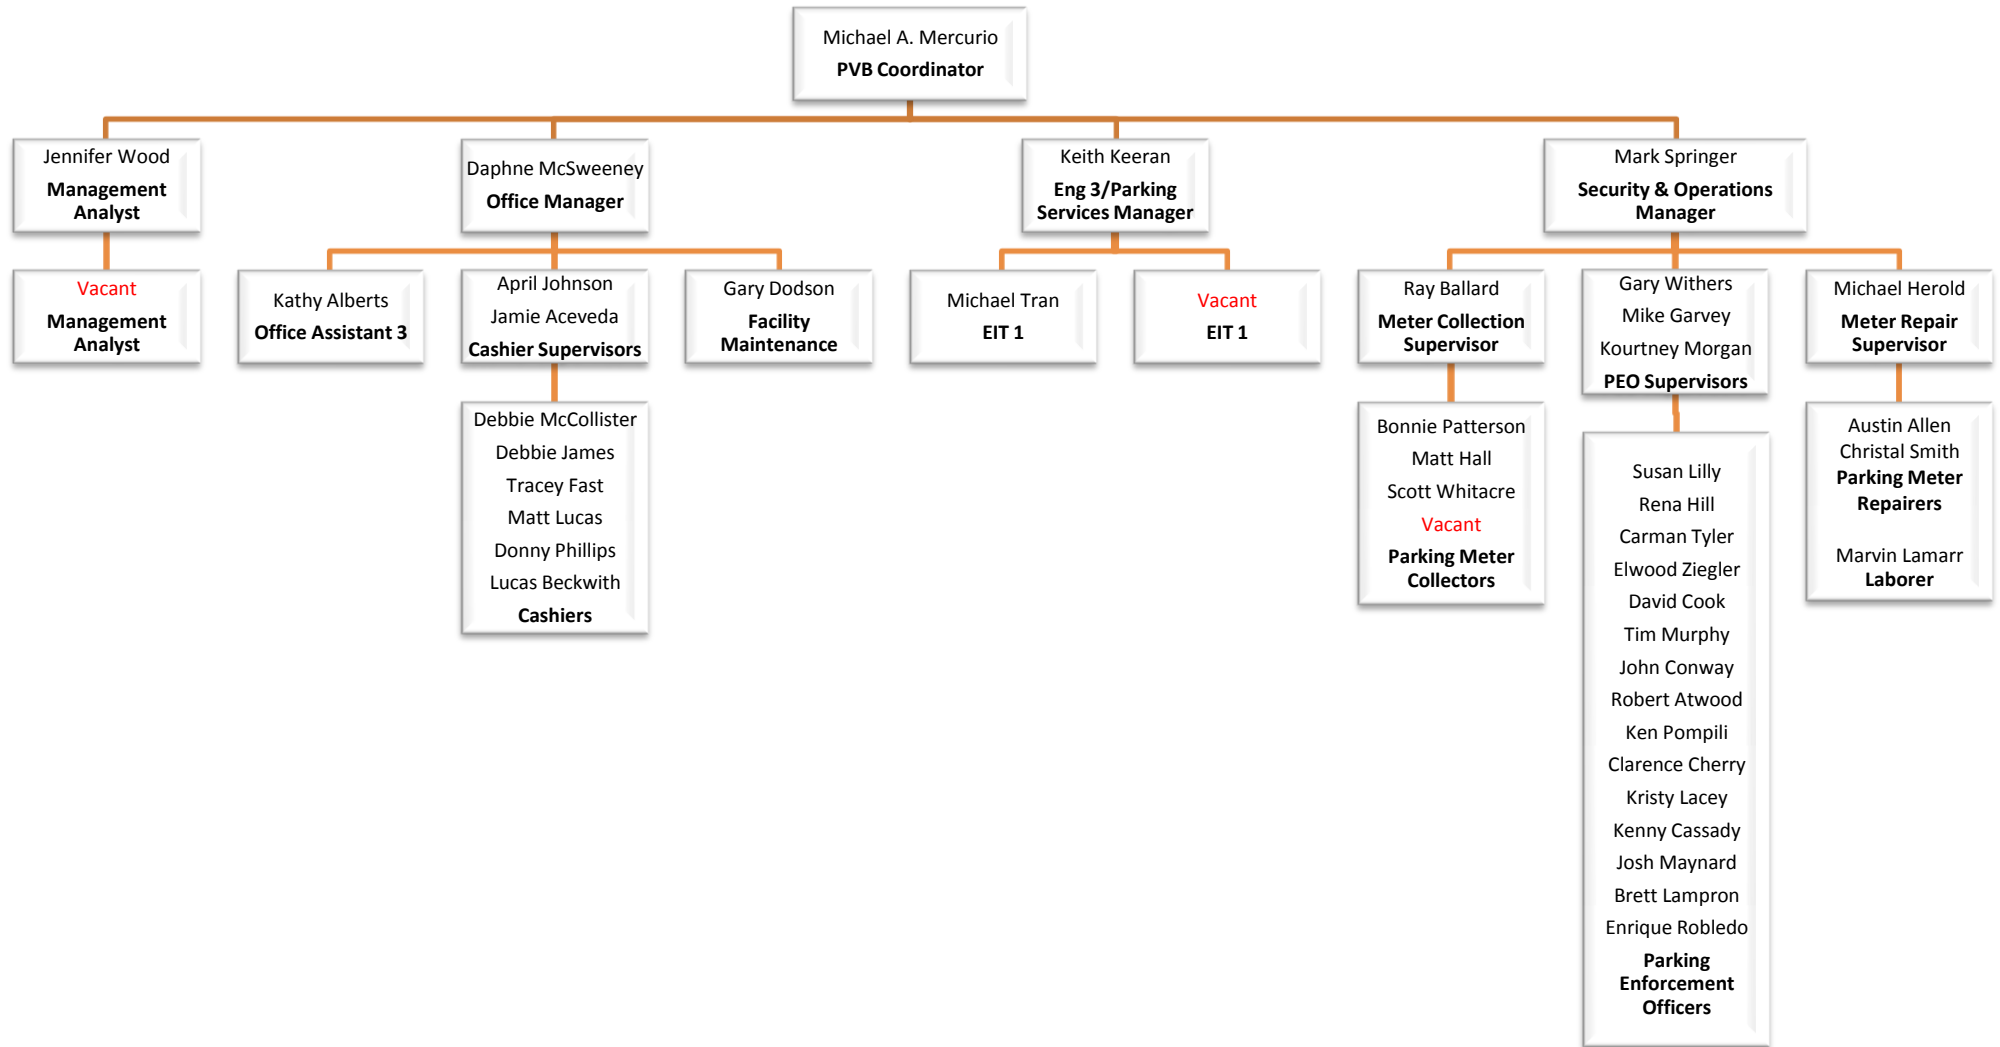 Michael A. Mercurio
PVB Coordinator
Jennifer Wood
Management
Analyst
Daphne McSweeney
Office Manager
Keith Keeran
Eng 3/Parking
Services Manager
Mark Springer
Security & Operations
Manager
Vacant
Management
Analyst
Kathy Alberts
Office Assistant 3
April Johnson
Jamie Aceveda
Cashier Supervisors
Gary Dodson
Facility
Maintenance
Michael Tran
EIT 1
Vacant
EIT 1
Ray Ballard
Meter Collection
Supervisor
Gary Withers
Mike Garvey
Kourtney Morgan
PEO Supervisors
Michael Herold
Meter Repair
Supervisor
Debbie McCollister
Debbie James
Tracey Fast
Matt Lucas
Donny Phillips
Lucas Beckwith
Cashiers
Bonnie Patterson
Matt Hall
Scott Whitacre
Vacant
Parking Meter
Collectors
Susan Lilly
Rena Hill
Carman Tyler
Elwood Ziegler
David Cook
Tim Murphy
John Conway
Robert Atwood
Ken Pompili
Clarence Cherry
Kristy Lacey
Kenny Cassady
Josh Maynard
Brett Lampron
Enrique Robledo
Parking
Enforcement
Officers
Austin Allen
Christal Smith
Parking Meter
Repairers
Marvin Lamarr
Laborer